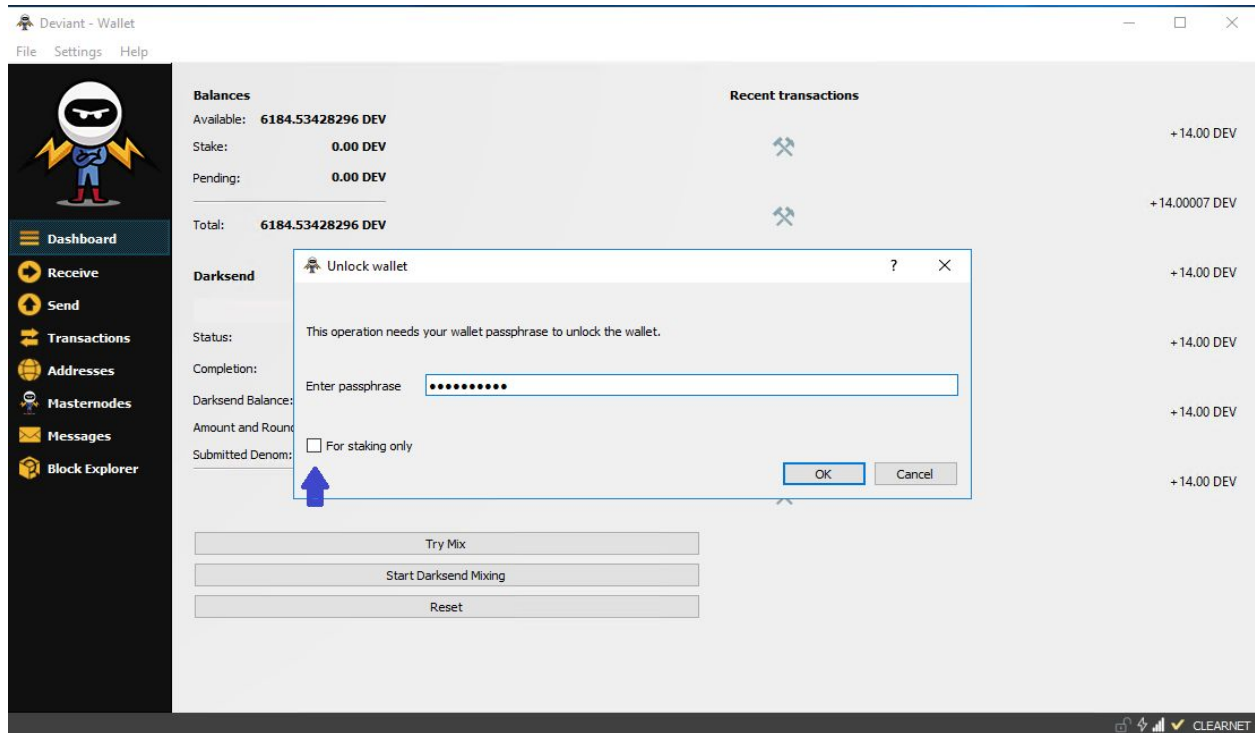 Deviant - Wallet
File Settings Help
Balances
Available: 6184.53428296 DEV
Stake: 0.00 DEV
Pending: 0.00 DEV
Total: 6184.53428296 DEV
Recent transactions
+14.00 DEV
+14.00007 DEV
+14.00 DEV
+14.00 DEV
+14.00 DEV
+14.00 DEV
Dashboard
Receive
Send
Transactions
Addresses
Masternodes
Messages
Block Explorer
Darksend
Status:
Completion:
Darksend Balance:
Amount and
Submitted Denom:
Unlock wallet
?
This operation needs your wallet passphrase to unlock the wallet.
Enter passphrase ●●●●●●●●●●
For staking only
OK Cancel
Try Mix
Start Darksend Mixing
Reset
CLEARNET